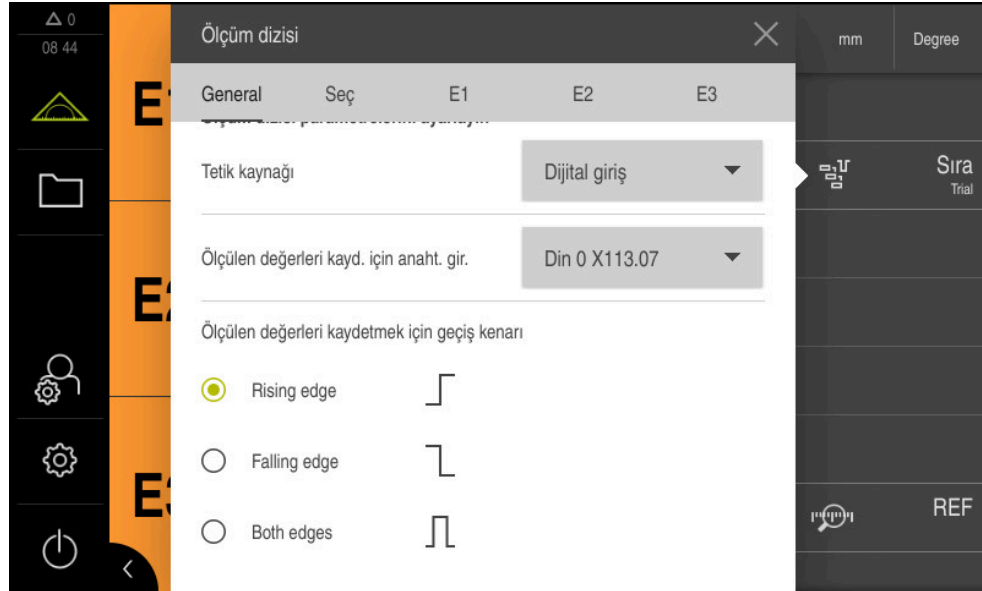 0
08 44
Ölçüm dizisi
mm
Degree
General
Seç
E1
E2
E3
Tetik kaynağı
Dijital giriş
Sıra
Trial
Ölçülen değerleri kayd. için anaht. gir.
Din 0 X113.07
Ölçülen değerleri kaydetmek için geçiş kenarı
Rising edge
Falling edge
Both edges
REF